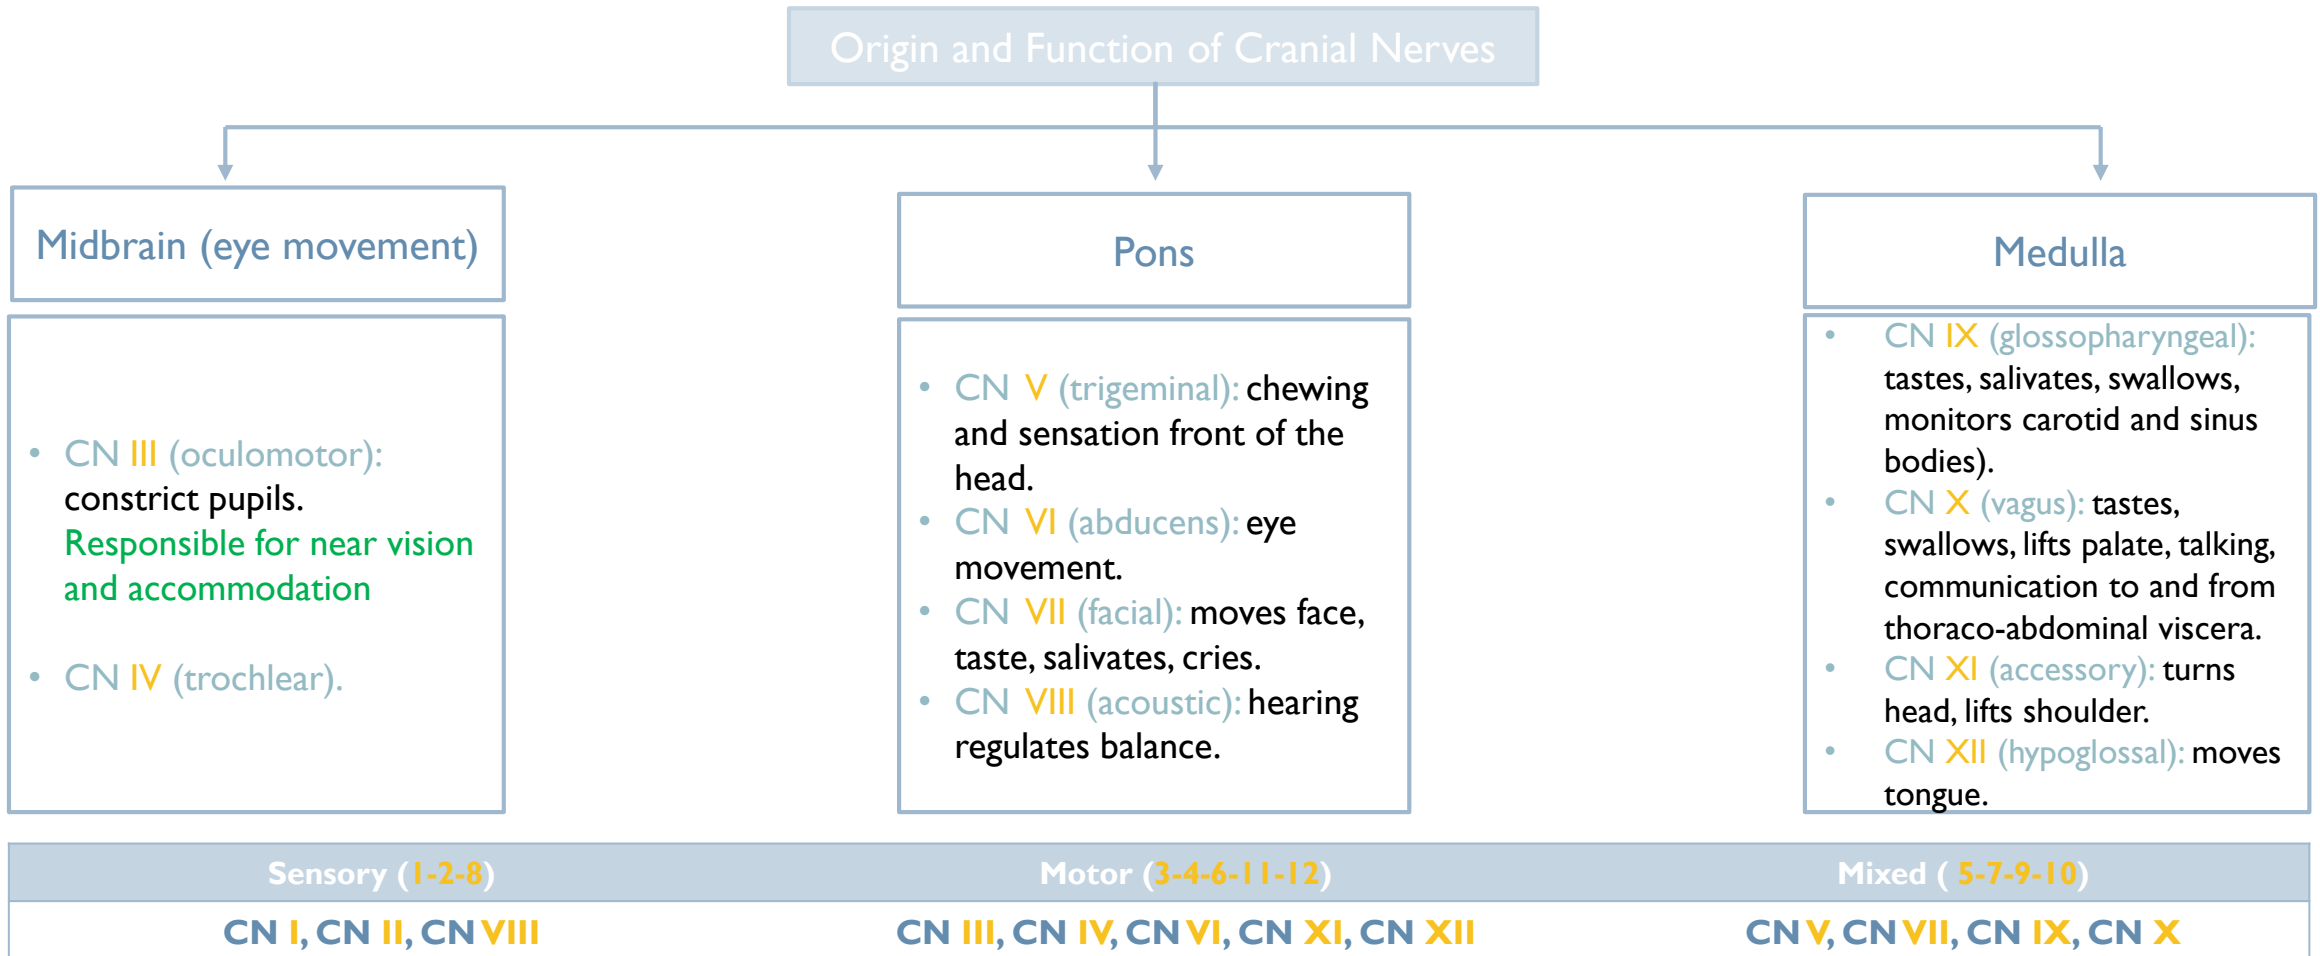 Origin and Function of Cranial Nerves
Midbrain (eye movement)
• CN III (oculomotor):
constrict pupils.
Responsible for near vision
and accommodation
• CN IV (trochlear).
Pons
• CN V (trigeminal): chewing
and sensation front of the
head.
• CN VI (abducens): eye
movement.
• CN VII (facial): moves face,
taste, salivates, cries.
• CN VIII (acoustic): hearing
regulates balance.
Medulla
• CN IX (glossopharyngeal):
tastes, salivates, swallows,
monitors carotid and sinus
bodies).
• CN X (vagus): tastes,
swallows, lifts palate, talking,
communication to and from
thoraco-abdominal viscera.
• CN XI (accessory): turns
head, lifts shoulder.
• CN XII (hypoglossal): moves
tongue.
Sensory (1-2-8)
Motor (3-4-6-11-12)
Mixed ( 5-7-9-10)
CN I, CN II, CN VIII
CN III, CN IV, CN VI, CN XI, CN XII
CN V, CN VII, CN IX, CN X